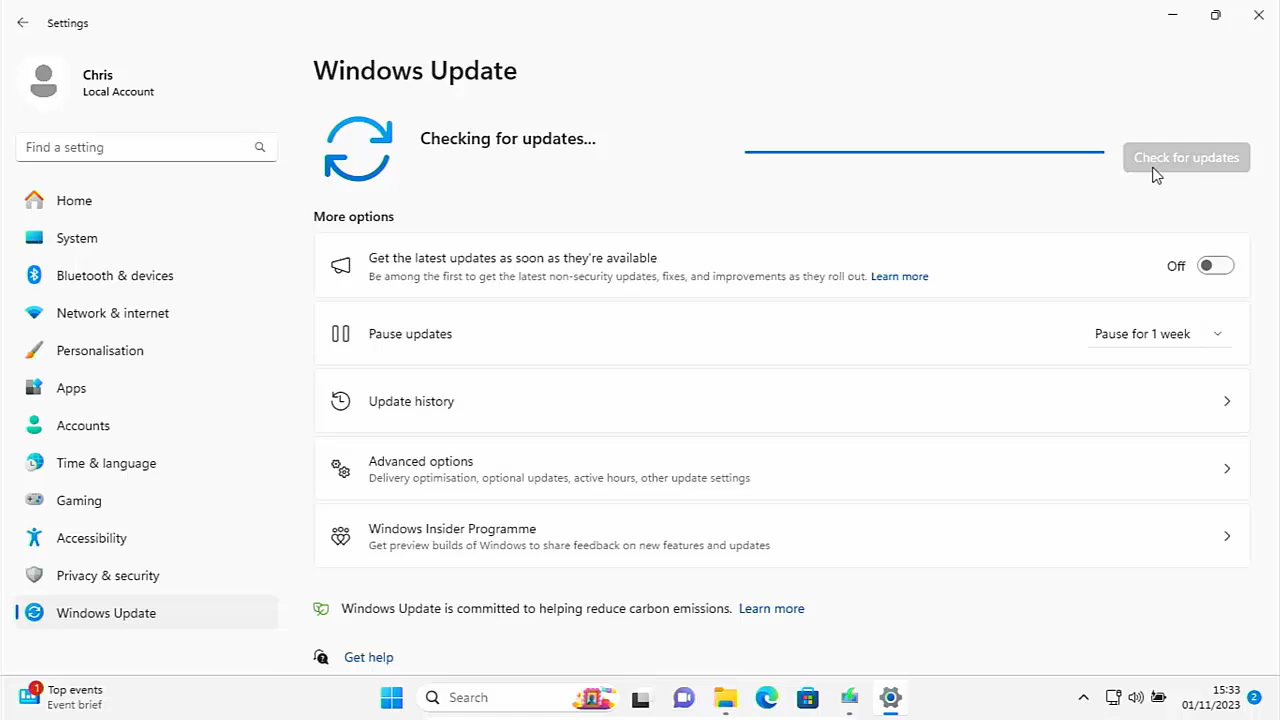 Settings
Chris
Local Account
Find a setting
Home
System
Bluetooth & devices
Network & internet
Personalisation
Apps
Accounts
Time & language
Gaming
Accessibility
Privacy & security
Windows Update
Windows Update
Checking for updates...
Check for updates
More options
Get the latest updates as soon as they're available
Be among the first to get the latest non-security updates, fixes, and improvements as they roll out. Learn more
Off
Pause updates
Pause for 1 week
Update history
Advanced options
Delivery optimisation, optional updates, active hours, other update settings
Windows Insider Programme
Get preview builds of Windows to share feedback on new features and updates
Windows Update is committed to helping reduce carbon emissions. Learn more
Get help
1
Top events
Event brief
Search
15:33
01/11/2023
2